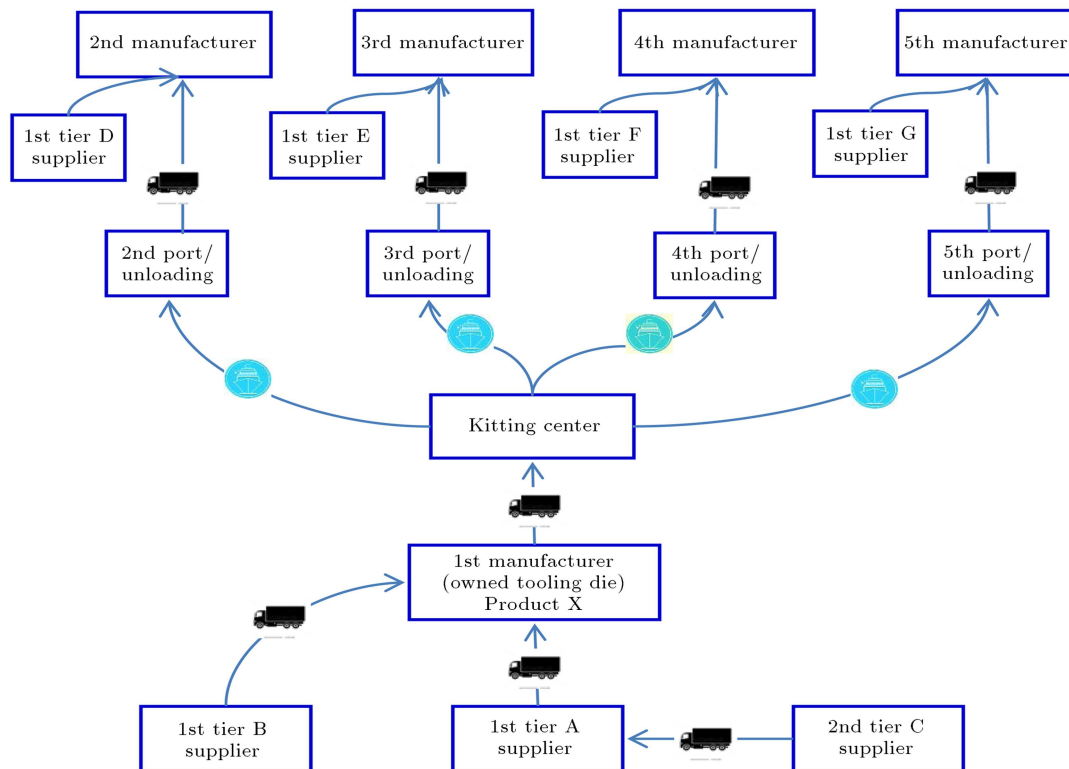 2nd manufacturer
3rd manufacturer
4th manufacturer
5th manufacturer
1st tier D
supplier
1st tier E
supplier
1st tier F
supplier
1st tier G
supplier
2nd port/
unloading
3rd port/
unloading
4th port/
unloading
5th port/
unloading
Kitting center
1st manufacturer
(owned tooling die)
Product X
1st tier B
supplier
1st tier A
supplier
2nd tier C
supplier